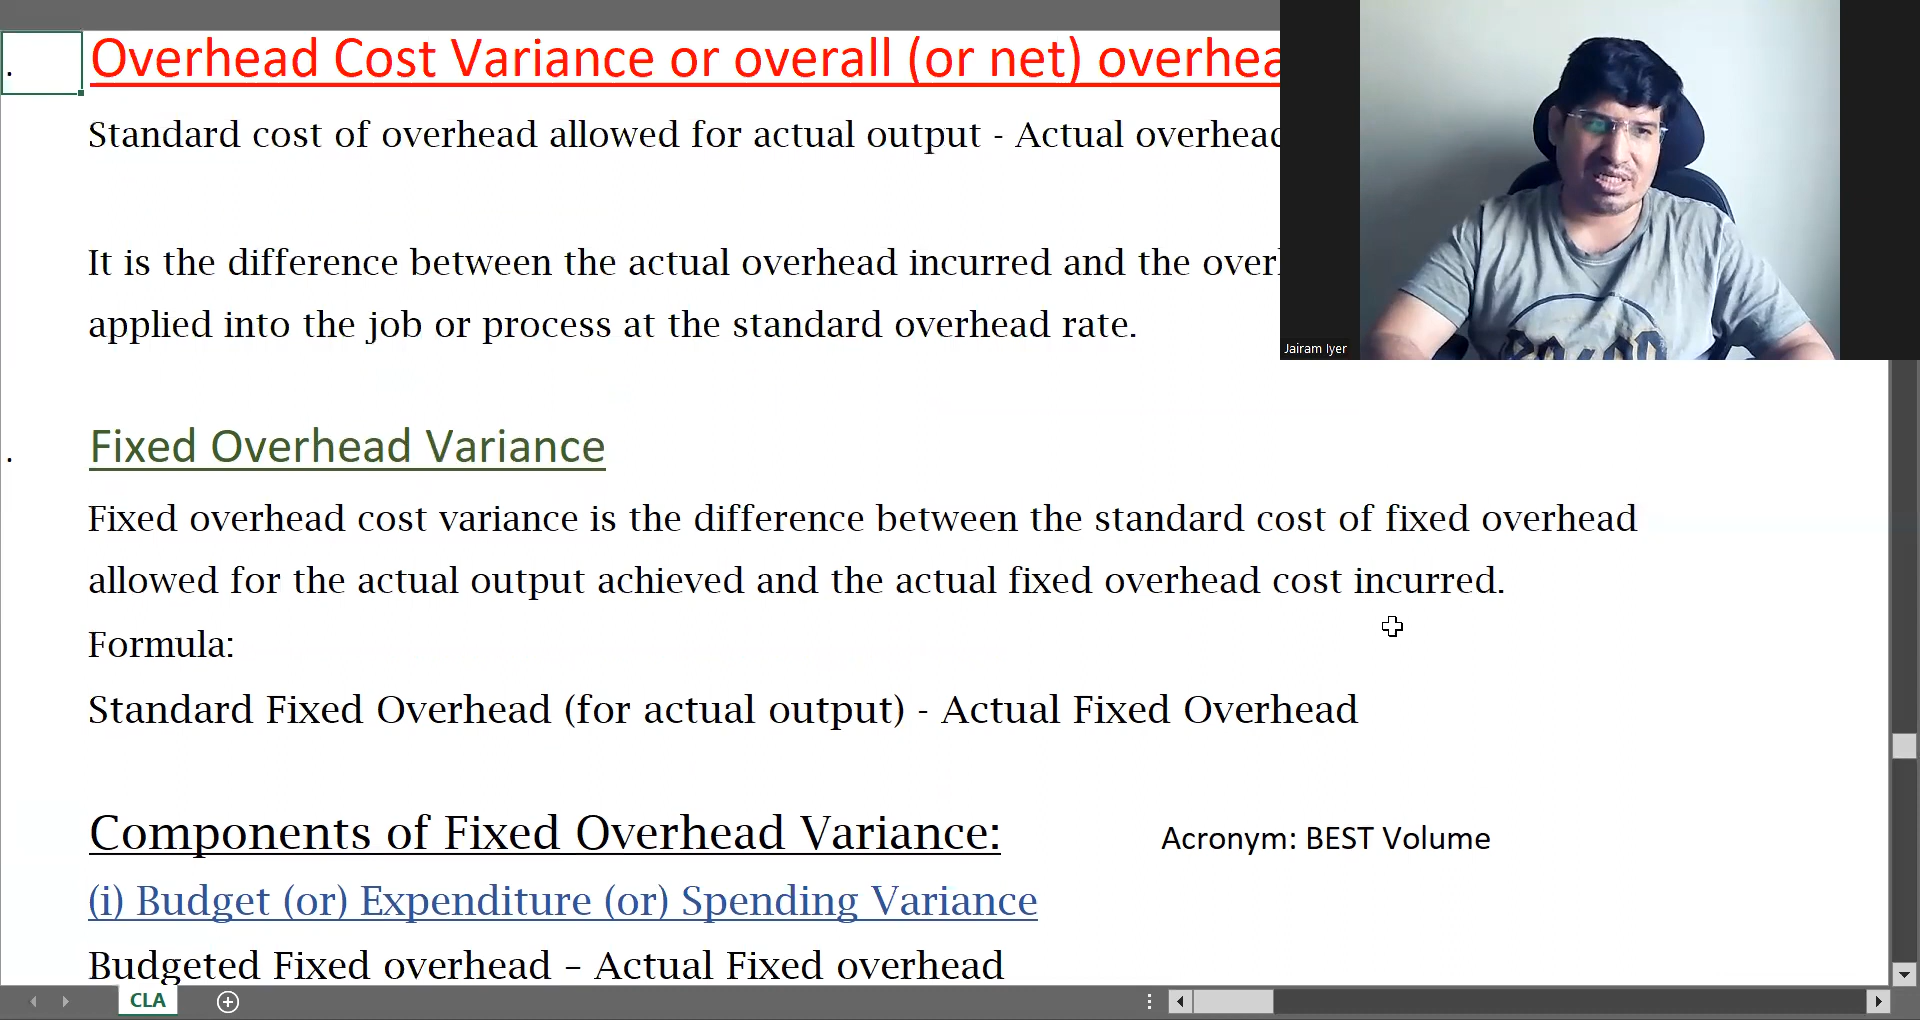 .
Overhead Cost Variance or overall (or net) overhea
Standard cost of overhead allowed for actual output - Actual overhead
It is the difference between the actual overhead incurred and the over
applied into the job or process at the standard overhead rate.
Jairam Iyer
.
Fixed Overhead Variance
Fixed overhead cost variance is the difference between the standard cost of fixed overhead
allowed for the actual output achieved and the actual fixed overhead cost incurred.
Formula:
Standard Fixed Overhead (for actual output) - Actual Fixed Overhead
Components of Fixed Overhead Variance:
Acronym: BEST Volume
(i) Budget (or) Expenditure (or) Spending Variance
Budgeted Fixed overhead – Actual Fixed overhead
CLA